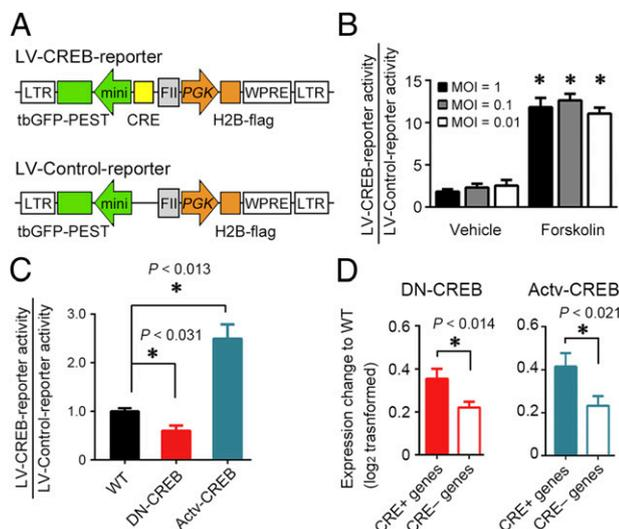 A
LV-CREB-reporter
LTR mini FII PGK WPRE LTR
tbGFP-PEST CRE H2B-flag
LV-Control-reporter
LTR mini FII PGK WPRE LTR
tbGFP-PEST H2B-flag
B
LV-CREB-reporter activity
LV-Control-reporter activity
15
10
5
0
MOI = 1
MOI = 0.1
MOI = 0.01
* * *
Vehicle Forskolin
C
LV-CREB-reporter activity
LV-Control-reporter activity
3.0
2.0
1.0
0
P < 0.013
*
P < 0.031
*
WT DN-CREB Actv-CREB
D
Expression change to WT
(log2 trasnformed)
DN-CREB
P < 0.014
*
0.6
0.4
0.2
0
CRE+ genes CRE– genes
Actv-CREB
P < 0.021
*
0.6
0.4
0.2
0
CRE+ genes CRE– genes